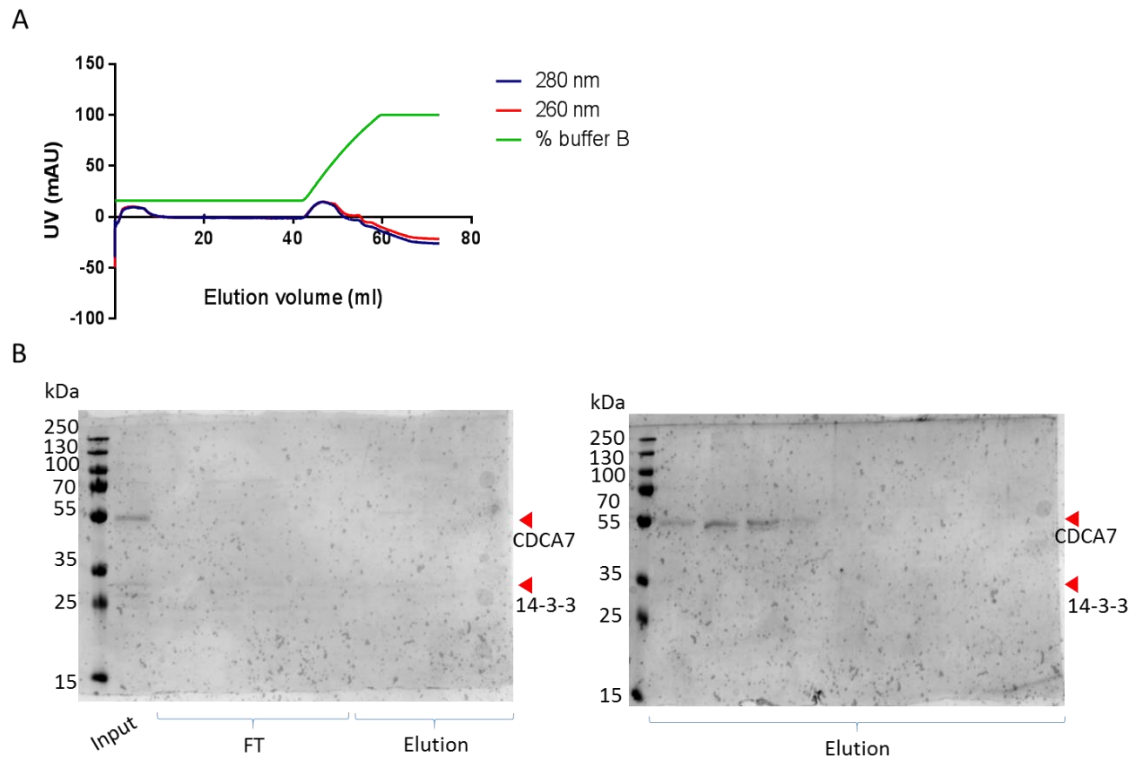 A
150
100
50
0
-50
-100
UV (mAU)
20 40 60 80
Elution volume (ml)
280 nm
260 nm
% buffer B
B
kDa
250
130
100
70
55
35
25
15
CDCA7
14-3-3
Input
FT
Elution
kDa
250
130
100
70
55
35
25
15
CDCA7
14-3-3
Elution